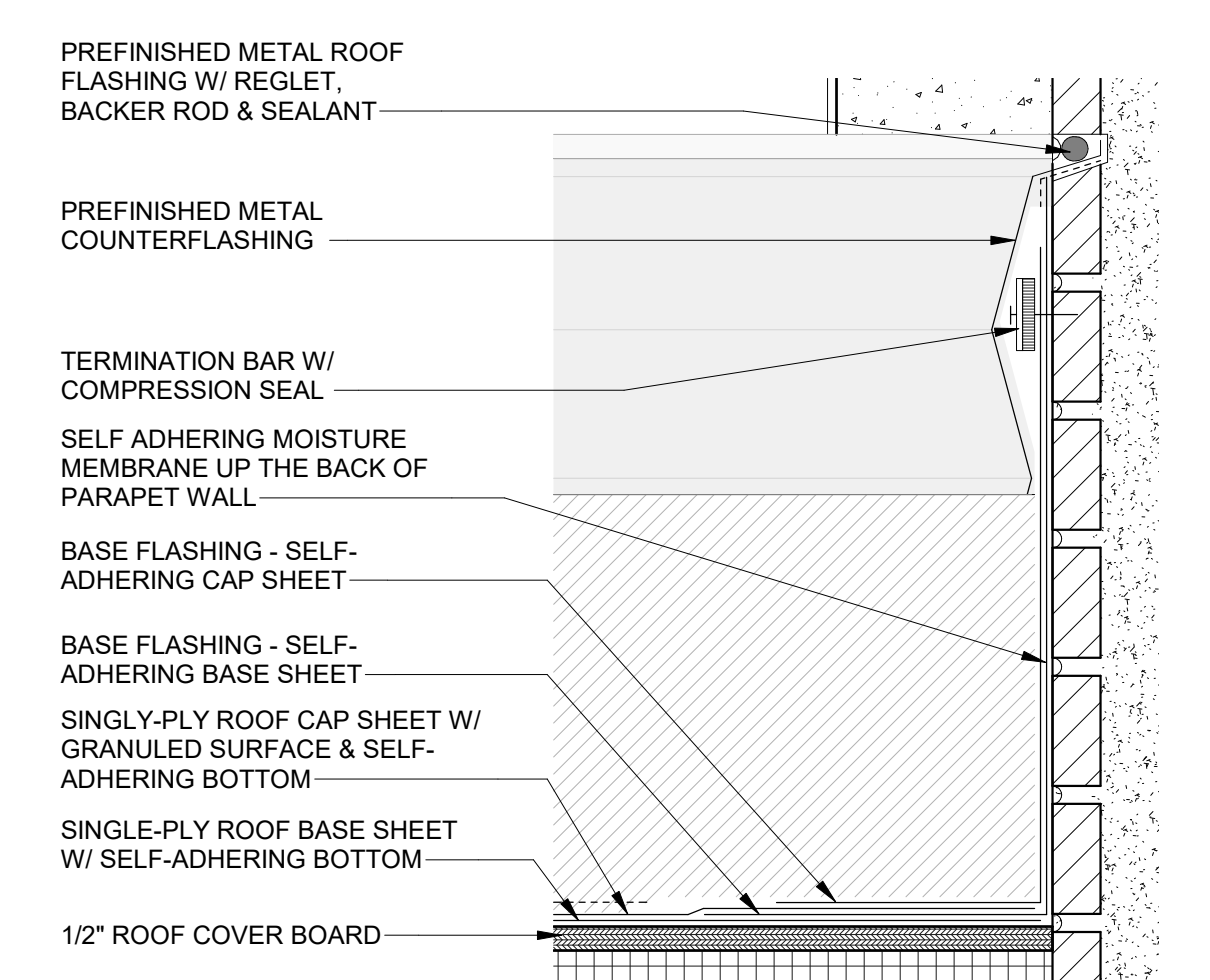 PREFINISHED METAL ROOF
FLASHING W/ REGLET,
BACKER ROD & SEALANT
PREFINISHED METAL
COUNTERFLASHING
TERMINATION BAR W/
COMPRESSION SEAL
SELF ADHERING MOISTURE
MEMBRANE UP THE BACK OF
PARAPET WALL
BASE FLASHING - SELF-
ADHERING CAP SHEET
BASE FLASHING - SELF-
ADHERING BASE SHEET
SINGLY-PLY ROOF CAP SHEET W/
GRANULED SURFACE & SELF-
ADHERING BOTTOM
SINGLE-PLY ROOF BASE SHEET
W/ SELF-ADHERING BOTTOM
1/2" ROOF COVER BOARD